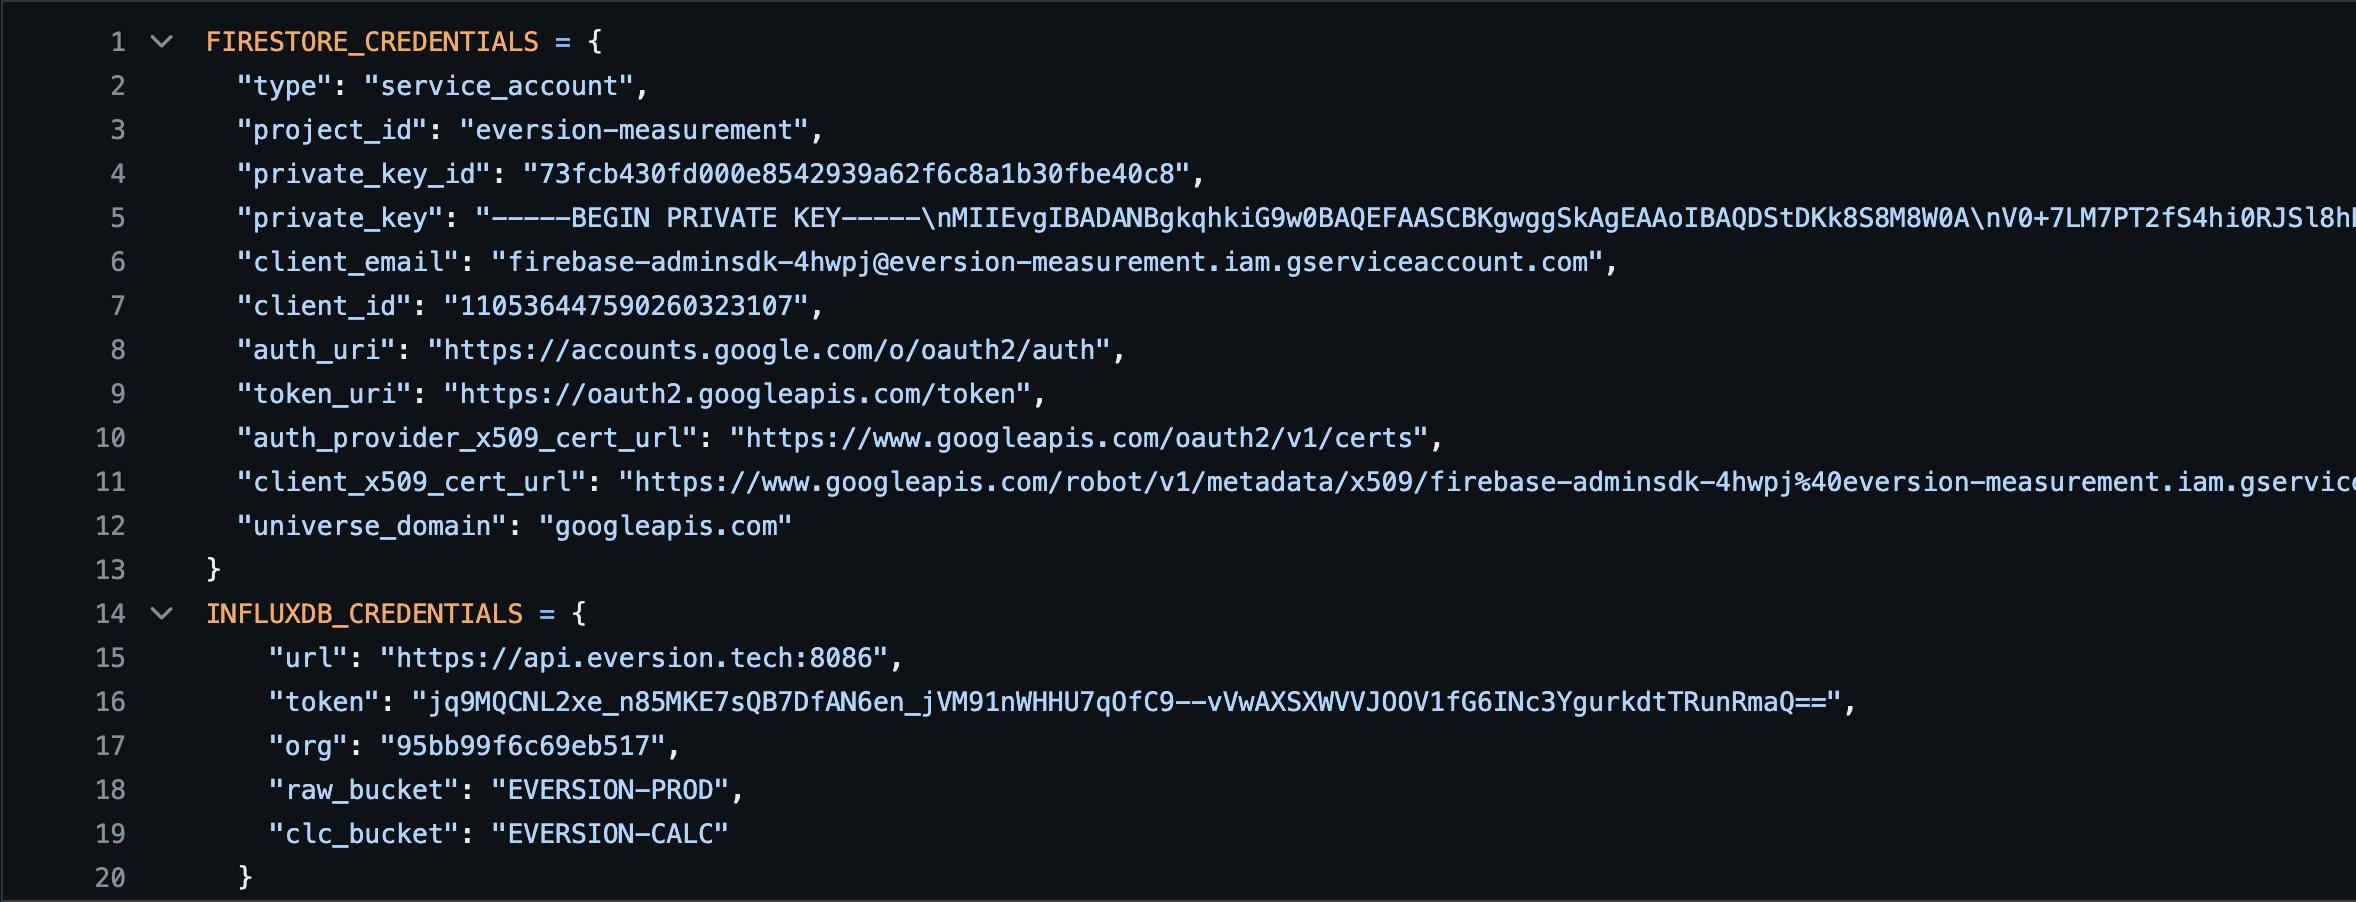 1 FIRESTORE_CREDENTIALS = {
2 "type": "service_account",
3 "project_id": "eversion-measurement",
4 "private_key_id": "73fcb430fd000e8542939a62f6c8a1b30fbe40c8",
5 "private_key": "-----BEGIN PRIVATE KEY-----\nMIIEvgIBADANBgkqhkiG9w0BAQEFAASCBKgwggSkAgEAAoIBAQDStDKk8S8M8W0A\nV0+7LM7PT2fS4hi0RJSl8h
6 "client_email": "firebase-adminsdk-4hwpj@eversion-measurement.iam.gserviceaccount.com",
7 "client_id": "110536447590260323107",
8 "auth_uri": "https://accounts.google.com/o/oauth2/auth",
9 "token_uri": "https://oauth2.googleapis.com/token",
10 "auth_provider_x509_cert_url": "https://www.googleapis.com/oauth2/v1/certs",
11 "client_x509_cert_url": "https://www.googleapis.com/robot/v1/metadata/x509/firebase-adminsdk-4hwpj%40eversion-measurement.iam.gservice
12 "universe_domain": "googleapis.com"
13 }
14 INFLUXDB_CREDENTIALS = {
15 "url": "https://api.eversion.tech:8086",
16 "token": "jq9MQCNL2xe_n85MKE7sQB7DfAN6en_jVM91nWHHU7qOfC9--vVwAXSXWVVJOOV1fG6INc3YgurkdtTRunRmaQ==",
17 "org": "95bb99f6c69eb517",
18 "raw_bucket": "EVERSION-PROD",
19 "clc_bucket": "EVERSION-CALC"
20 }